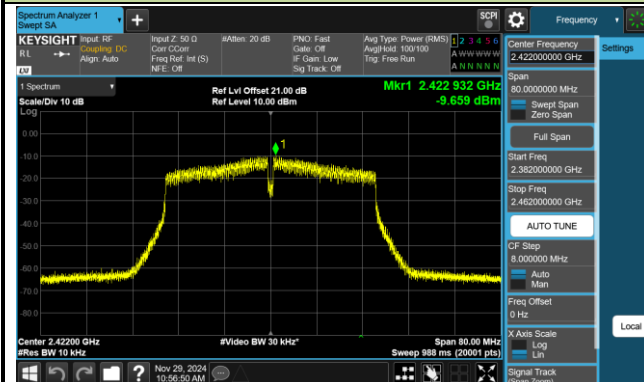 Spectrum Analyzer 1
Swept SA
SCPI
Frequency
KEYSIGHT
RL
LXI
Input: RF
Coupling: DC
Align: Auto
Input Z: 50 Ω
Corr CCorr
Freq Ref: Int (S)
NFE: Off
#Atten: 20 dB
PNO: Fast
Gate: Off
IF Gain: Low
Sig Track: Off
Avg Type: Power (RMS)
Avg|Hold: 100/100
Trig: Free Run
1 2 3 4 5 6
A W W W W W
A N N N N N
1 Spectrum
Scale/Div 10 dB
Log
Ref Lvl Offset 21.00 dB
Ref Level 10.00 dBm
Mkr1 2.422 932 GHz
-9.659 dBm
1
0.00
-10.0
-20.0
-30.0
-40.0
-50.0
-60.0
-70.0
-80.0
Center 2.42200 GHz
#Res BW 10 kHz
#Video BW 30 kHz*
Span 80.00 MHz
Sweep 988 ms (20001 pts)
Nov 29, 2024
10:56:50 AM
Center Frequency
2.422000000 GHz
Settings
Span
80.0000000 MHz
Swept Span
Zero Span
Full Span
Start Freq
2.382000000 GHz
Stop Freq
2.462000000 GHz
AUTO TUNE
CF Step
8.000000 MHz
Auto
Man
Freq Offset
0 Hz
X Axis Scale
Log
Lin
Local
Signal Track
(Span Zoom)